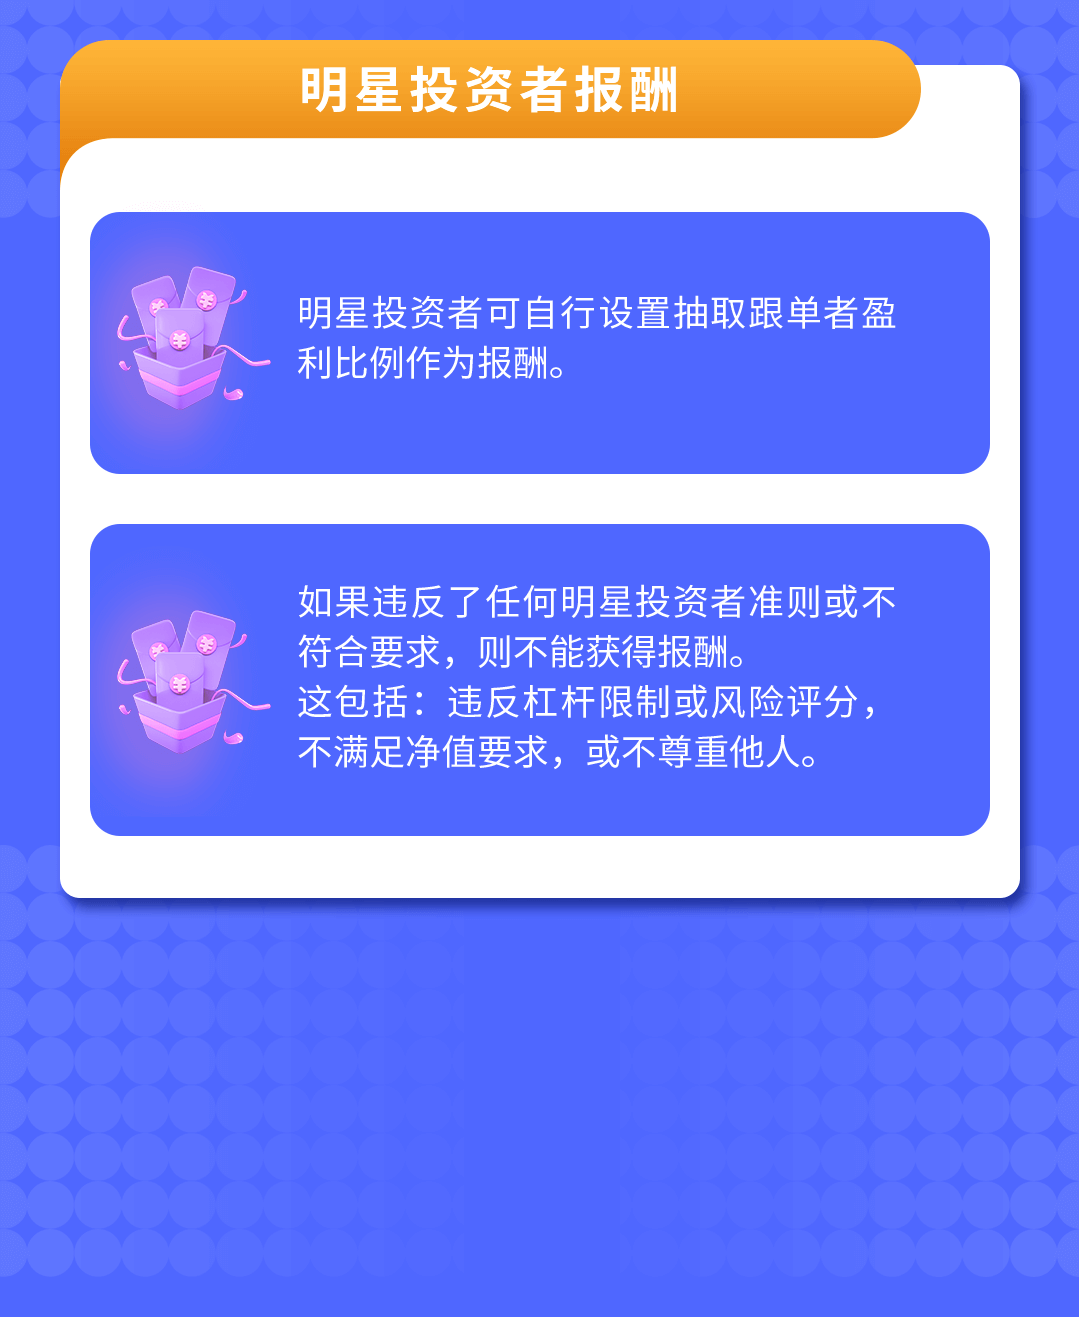 明星投资者报酬
明星投资者可自行设置抽取跟单者盈
利比例作为报酬。
如果违反了任何明星投资者准则或不
符合要求，则不能获得报酬。
这包括：违反杠杆限制或风险评分，
不满足净值要求，或不尊重他人。